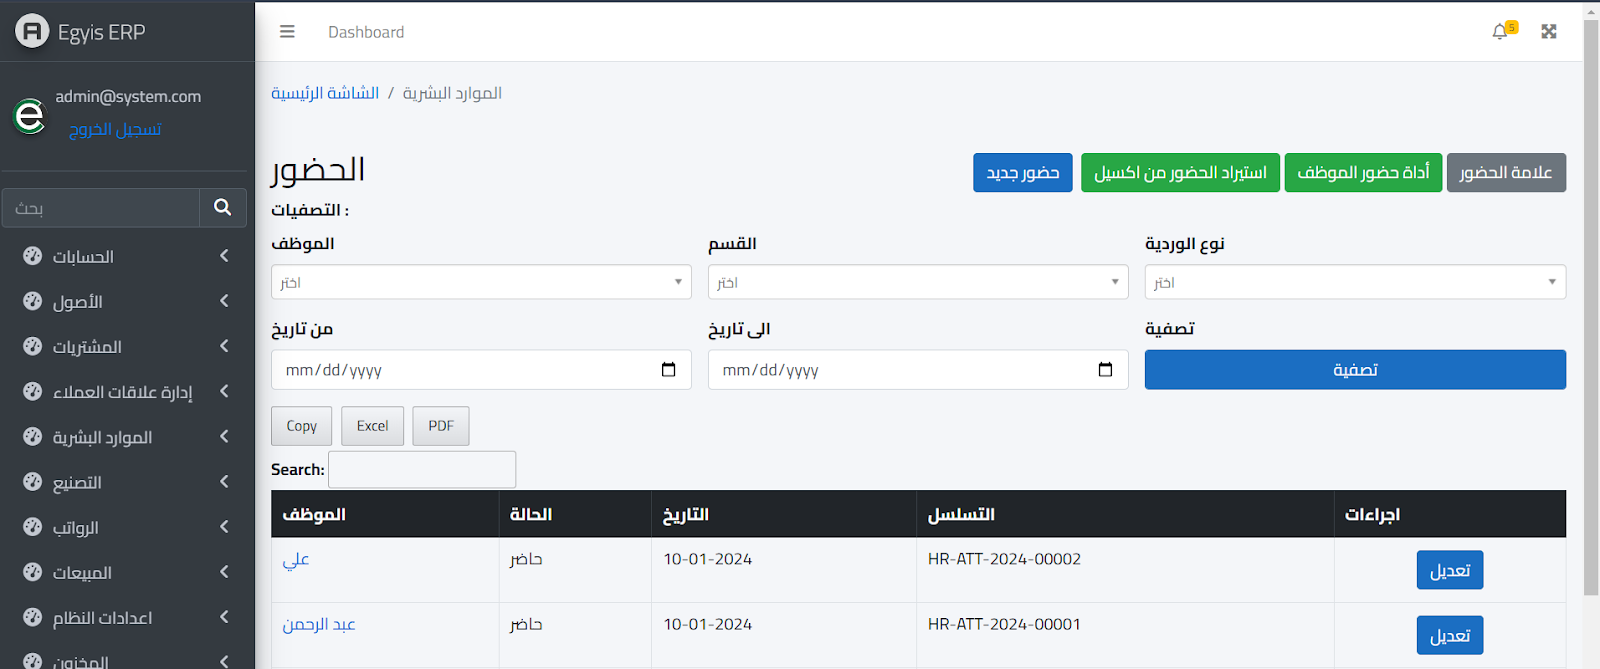 Egyis ERP
Dashboard
5
admin@system.com
تسجيل الخروج
بحث
الحسابات
الأصول
المشتريات
إدارة علاقات العملاء
الموارد البشرية
التصنيع
الرواتب
المبيعات
اعدادات النظام
المخزون
الشاشة الرئيسية / الموارد البشرية
الحضور
حضور جديد
استيراد الحضور من اكسيل
أداة حضور الموظف
علامة الحضور
التصفيات :
الموظف
القسم
نوع الوردية
اختر
اختر
اختر
من تاريخ
الى تاريخ
تصفية
mm/dd/yyyy
mm/dd/yyyy
تصفية
Copy
Excel
PDF
Search:
الموظف
الحالة
التاريخ
التسلسل
اجراءات
علي
حاضر
10-01-2024
HR-ATT-2024-00002
تعديل
عبد الرحمن
حاضر
10-01-2024
HR-ATT-2024-00001
تعديل